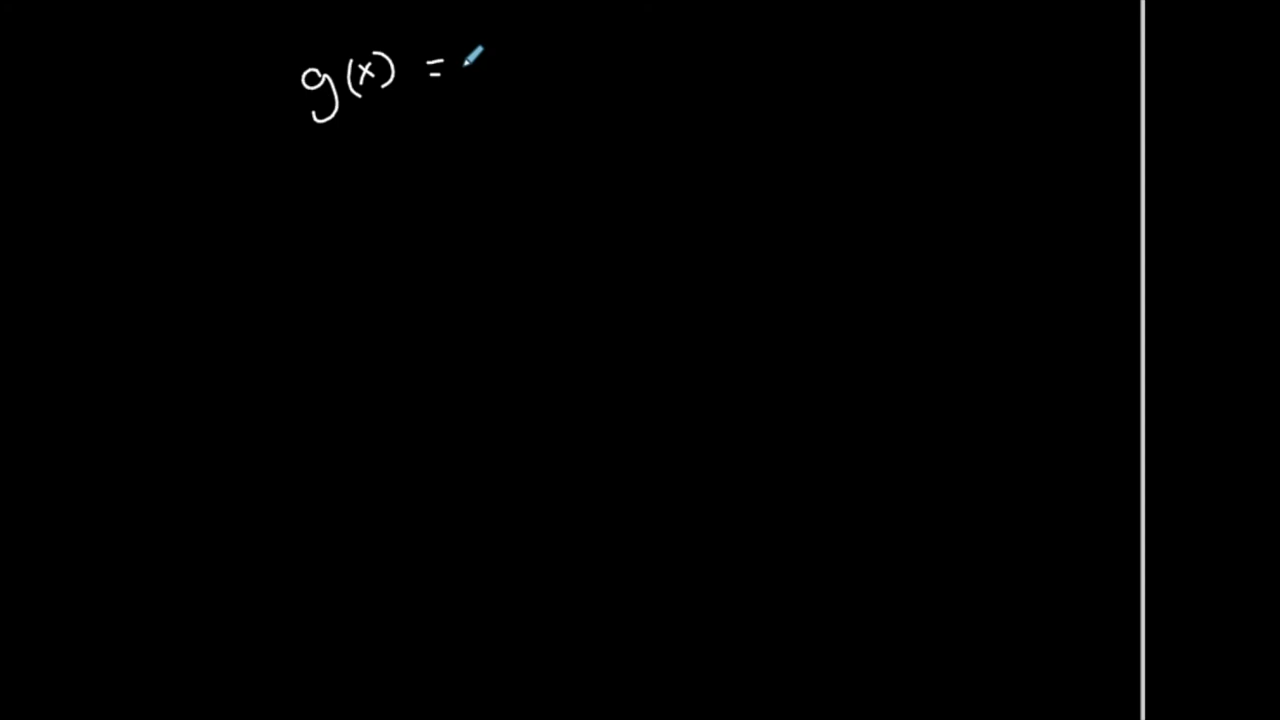 g(x) =